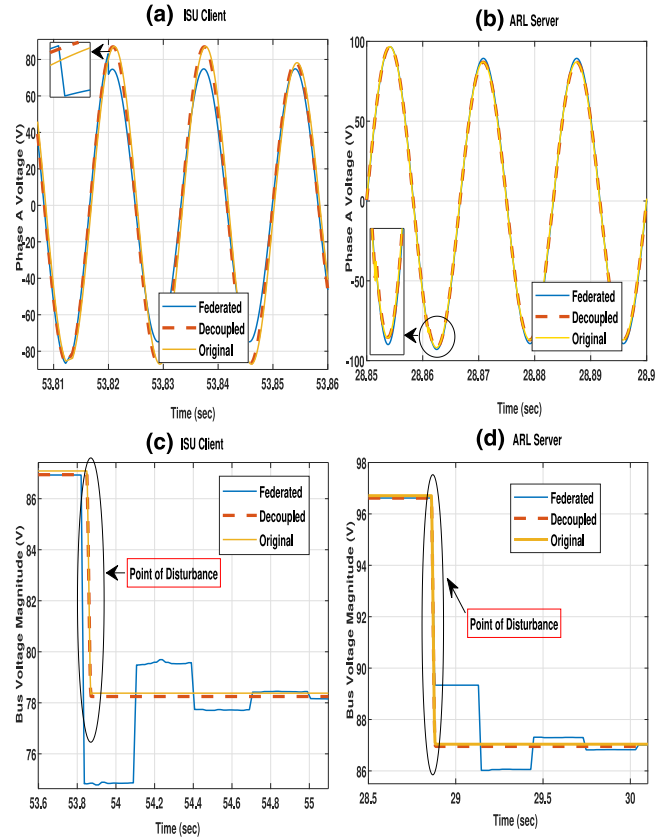 (a) ISU Client
Phase A Voltage (V)
80
60
40
20
0
-20
-40
-60
-80
53.81
53.82
53.83
53.84
53.85
53.86
Time (sec)
Federated
Decoupled
Original
(b) ARL Server
Phase A Voltage (V)
100
50
0
-50
-100
28.85
28.86
28.87
28.88
28.89
28.9
Time (sec)
Federated
Decoupled
Original
(c) ISU Client
Bus Voltage Magnitude (V)
86
84
82
80
78
76
53.6
53.8
54
54.2
54.4
54.6
54.8
55
Time (sec)
Federated
Decoupled
Original
Point of Disturbance
(d) ARL Server
Bus Voltage Magnitude (V)
98
96
94
92
90
88
86
28.5
29
29.5
30
Time (sec)
Federated
Decoupled
Original
Point of Disturbance